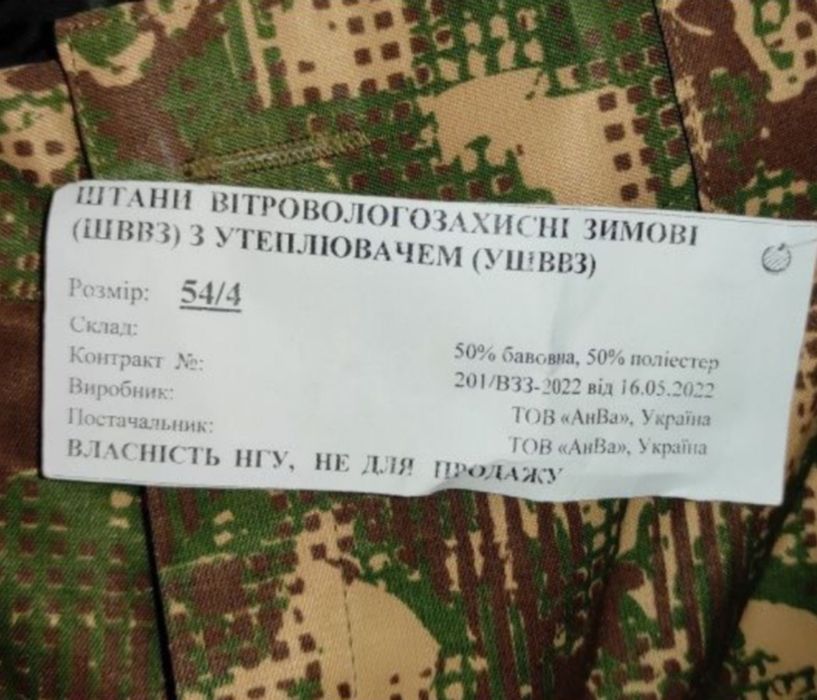 ШТАНИ ВІТРОВОЛОГОЗАХИСНІ ЗИМОВІ
(ШВВЗ) З УТЕПЛЮВАЧЕМ (УШВВЗ)
Розмір: 54/4
Склад: 50% бавовна, 50% поліестер
Контракт №: 201/ВЗЗ-2022 від 16.05.2022
Виробник: ТОВ «АнВа», Україна
Постачальник: ТОВ «АнВа», Україна
ВЛАСНІСТЬ НГУ, НЕ ДЛЯ ПРОДАЖУ